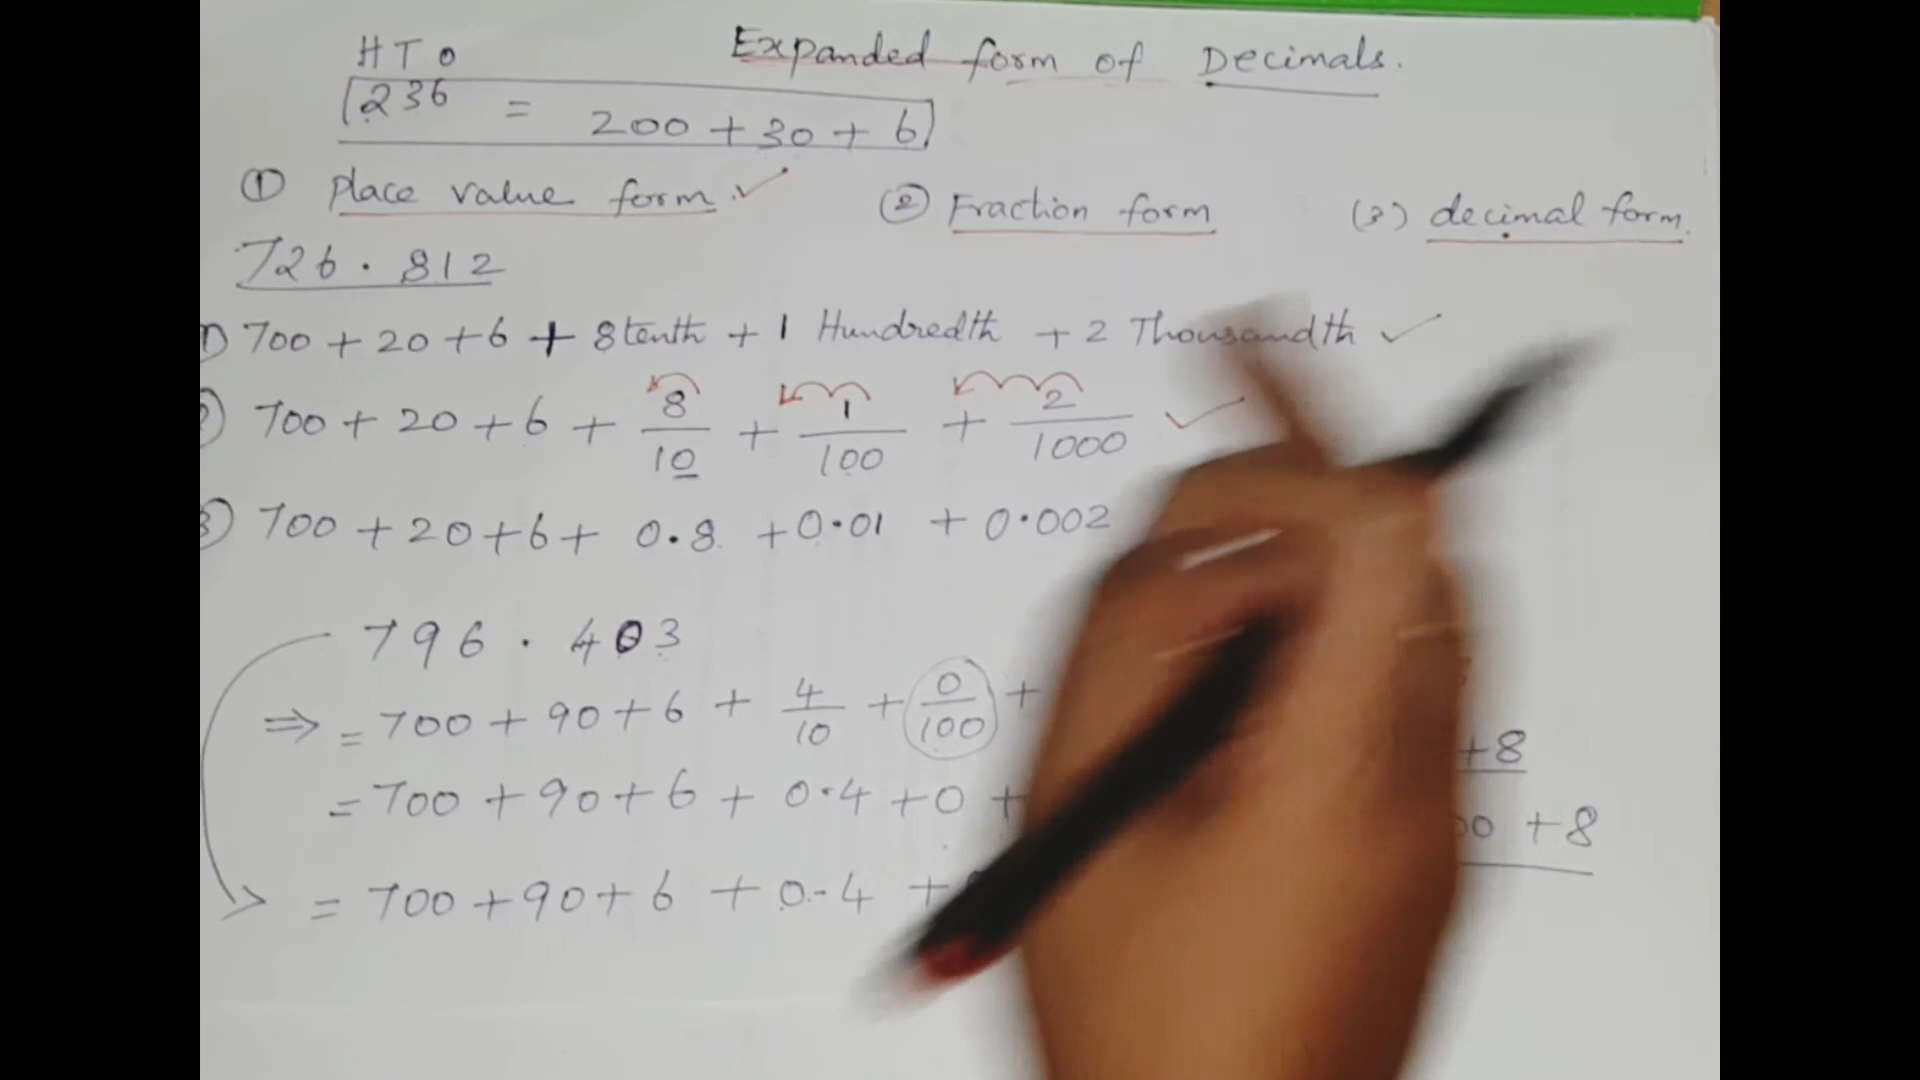 Expanded form of Decimals.
H T O
236 = 200 + 30 + 6
① place value form. ✓ ② Fraction form (3) decimal form.
726.812
1) 700 + 20 + 6 + 8 tenth + 1 Hundredth + 2 Thousandth ✓
2) 700 + 20 + 6 + 8/10 + 1/100 + 2/1000 ✓
3) 700 + 20 + 6 + 0.8 + 0.01 + 0.002
796.403
⇒ = 700 + 90 + 6 + 4/10 + 0/100 +
+8
= 700 + 90 + 6 + 0.4 + 0 +
+8
= 700 + 90 + 6 + 0.4 +